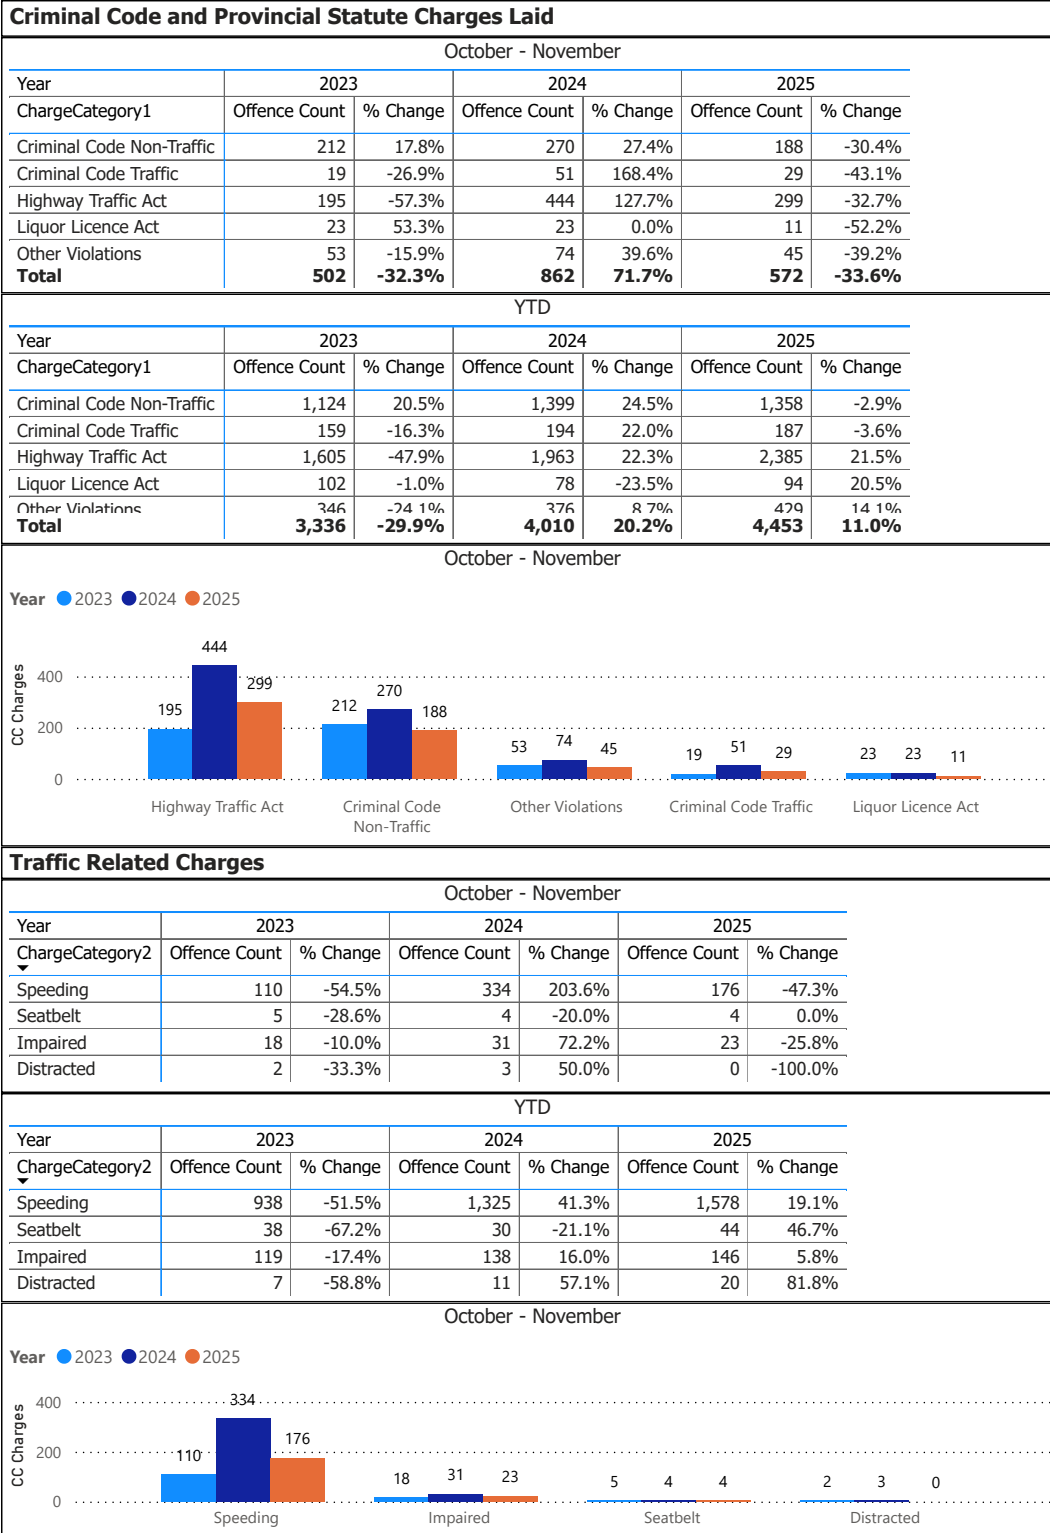 Criminal Code and Provincial Statute Charges Laid
October - November
Year 2023 2024 2025
ChargeCategory1 Offence Count % Change Offence Count % Change Offence Count % Change
Criminal Code Non-Traffic 212 17.8% 270 27.4% 188 -30.4%
Criminal Code Traffic 19 -26.9% 51 168.4% 29 -43.1%
Highway Traffic Act 195 -57.3% 444 127.7% 299 -32.7%
Liquor Licence Act 23 53.3% 23 0.0% 11 -52.2%
Other Violations 53 -15.9% 74 39.6% 45 -39.2%
Total 502 -32.3% 862 71.7% 572 -33.6%
YTD
Year 2023 2024 2025
ChargeCategory1 Offence Count % Change Offence Count % Change Offence Count % Change
Criminal Code Non-Traffic 1,124 20.5% 1,399 24.5% 1,358 -2.9%
Criminal Code Traffic 159 -16.3% 194 22.0% 187 -3.6%
Highway Traffic Act 1,605 -47.9% 1,963 22.3% 2,385 21.5%
Liquor Licence Act 102 -1.0% 78 -23.5% 94 20.5%
Other Violations 346 -24.1% 376 8.7% 429 14.1%
Total 3,336 -29.9% 4,010 20.2% 4,453 11.0%
October - November
Year 2023 2024 2025
CC Charges
400
200
0
195 444 299
212 270 188
53 74 45
19 51 29
23 23 11
Highway Traffic Act Criminal Code Non-Traffic Other Violations Criminal Code Traffic Liquor Licence Act
Traffic Related Charges
October - November
Year 2023 2024 2025
ChargeCategory2 Offence Count % Change Offence Count % Change Offence Count % Change
Speeding 110 -54.5% 334 203.6% 176 -47.3%
Seatbelt 5 -28.6% 4 -20.0% 4 0.0%
Impaired 18 -10.0% 31 72.2% 23 -25.8%
Distracted 2 -33.3% 3 50.0% 0 -100.0%
YTD
Year 2023 2024 2025
ChargeCategory2 Offence Count % Change Offence Count % Change Offence Count % Change
Speeding 938 -51.5% 1,325 41.3% 1,578 19.1%
Seatbelt 38 -67.2% 30 -21.1% 44 46.7%
Impaired 119 -17.4% 138 16.0% 146 5.8%
Distracted 7 -58.8% 11 57.1% 20 81.8%
October - November
Year 2023 2024 2025
CC Charges
400
200
0
110 334 176
18 31 23
5 4 4
2 3 0
Speeding Impaired Seatbelt Distracted